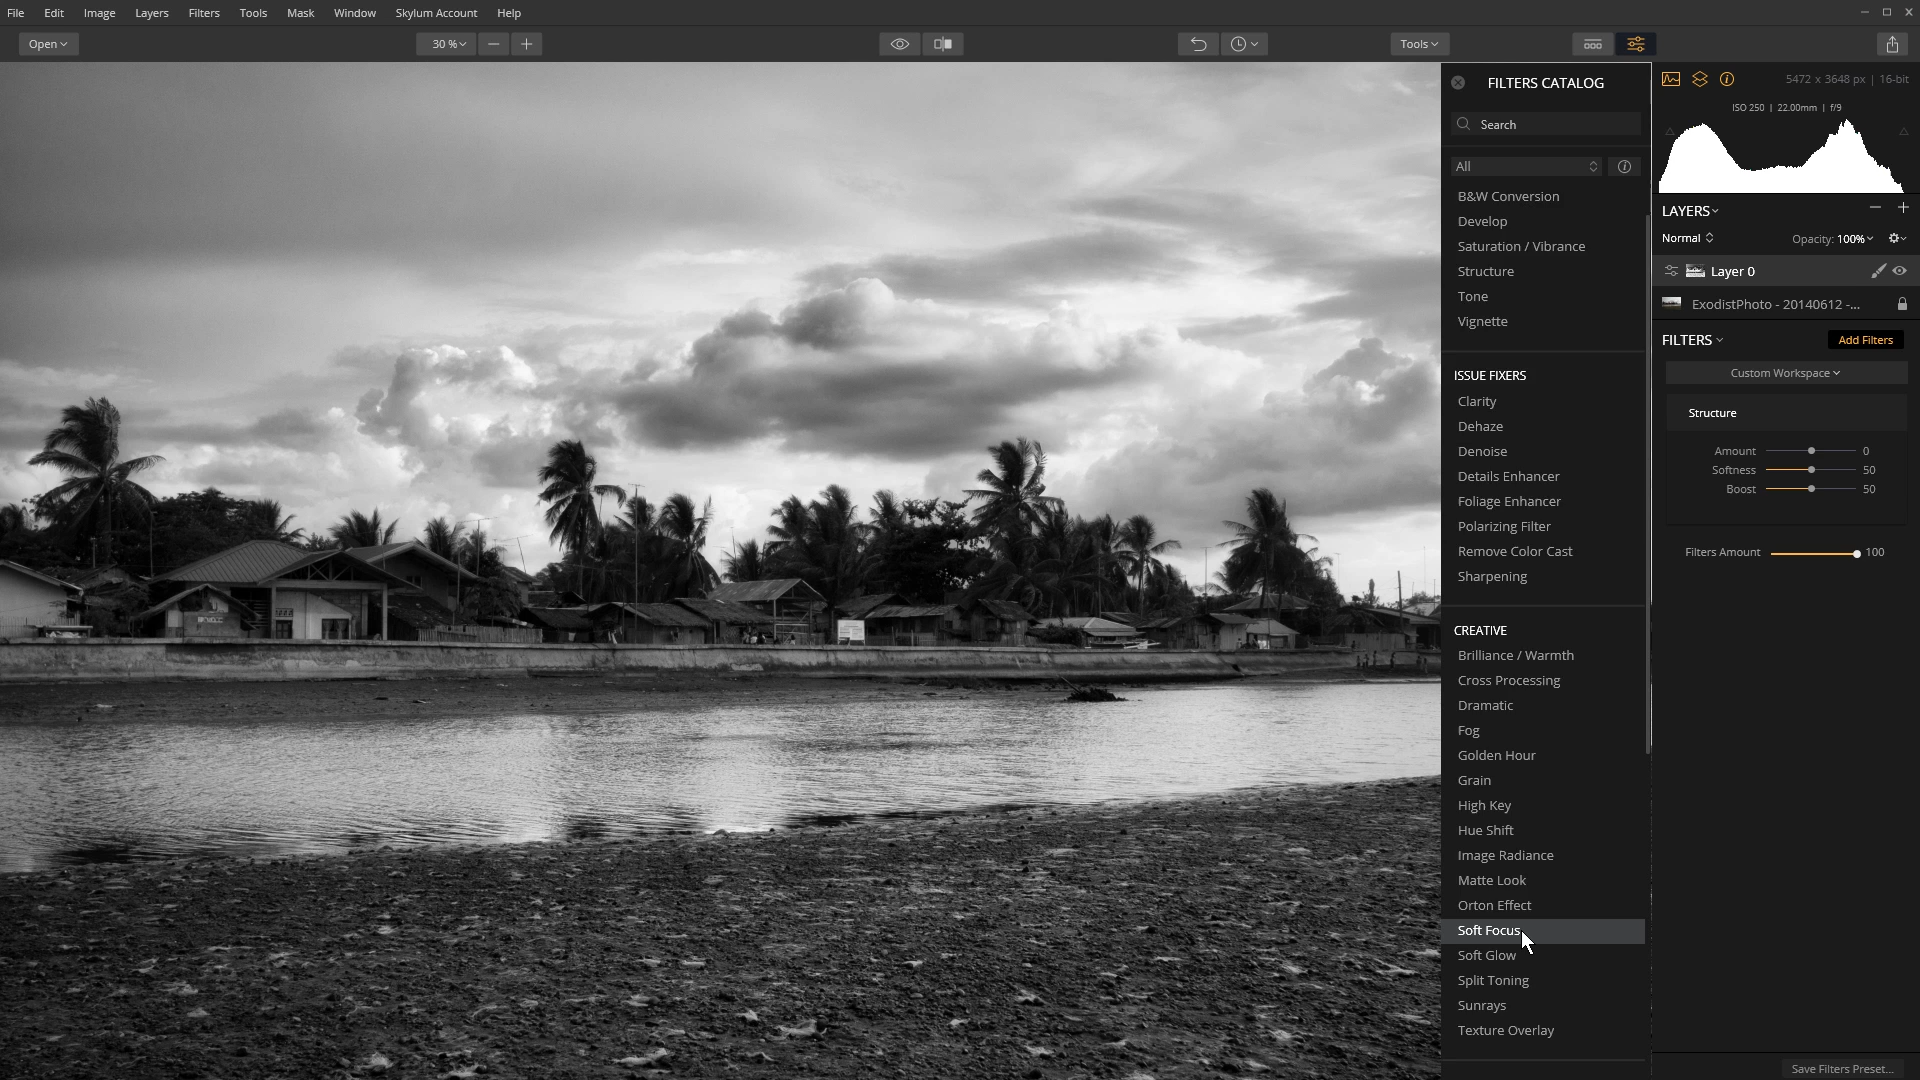 File Edit Image Layers Filters Tools Mask Window Skylum Account Help
Open 30 % Tools
FILTERS CATALOG
Search
All
B&W Conversion
Develop
Saturation / Vibrance
Structure
Tone
Vignette
ISSUE FIXERS
Clarity
Dehaze
Denoise
Details Enhancer
Foliage Enhancer
Polarizing Filter
Remove Color Cast
Sharpening
CREATIVE
Brilliance / Warmth
Cross Processing
Dramatic
Fog
Golden Hour
Grain
High Key
Hue Shift
Image Radiance
Matte Look
Orton Effect
Soft Focus
Soft Glow
Split Toning
Sunrays
Texture Overlay
5472 x 3648 px | 16-bit
ISO 250 | 22.00mm | f/9
LAYERS
Normal Opacity: 100%
Layer 0
ExodistPhoto - 20140612 -...
FILTERS Add Filters
Custom Workspace
Structure
Amount 0
Softness 50
Boost 50
Filters Amount 100
Save Filters Preset...